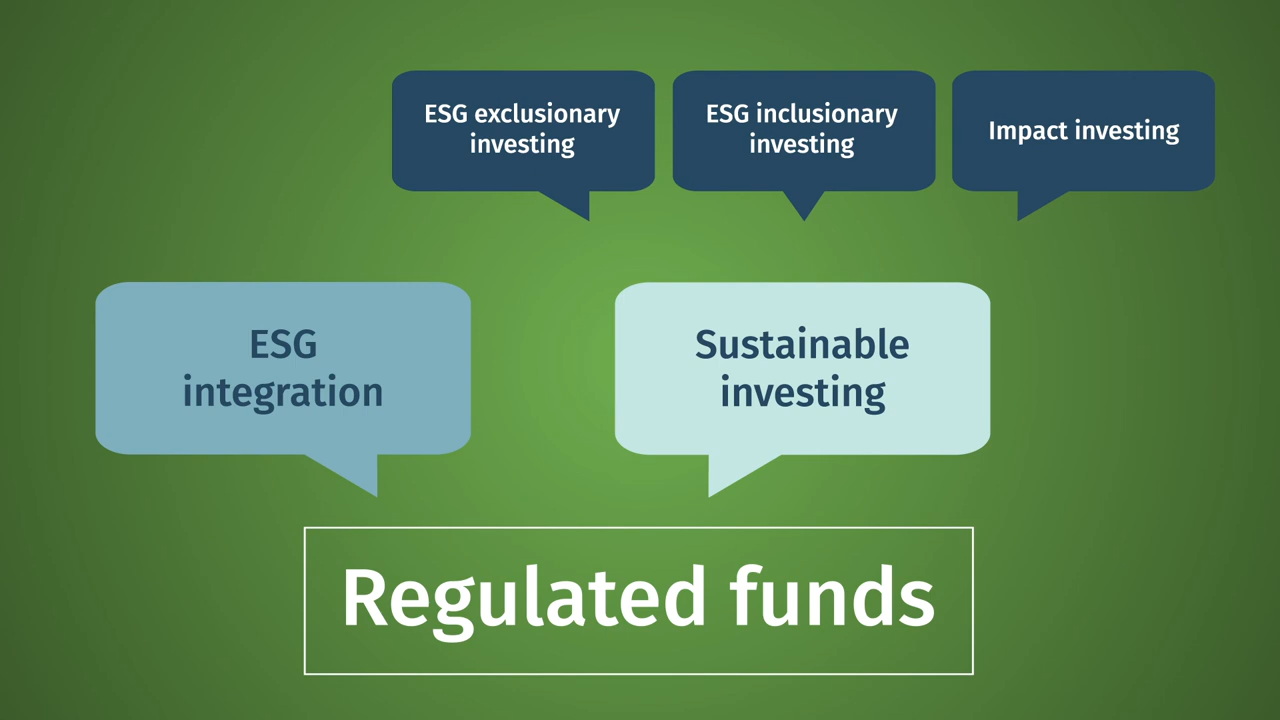 ESG exclusionary
investing
ESG inclusionary
investing
Impact investing
ESG
integration
Sustainable
investing
Regulated funds